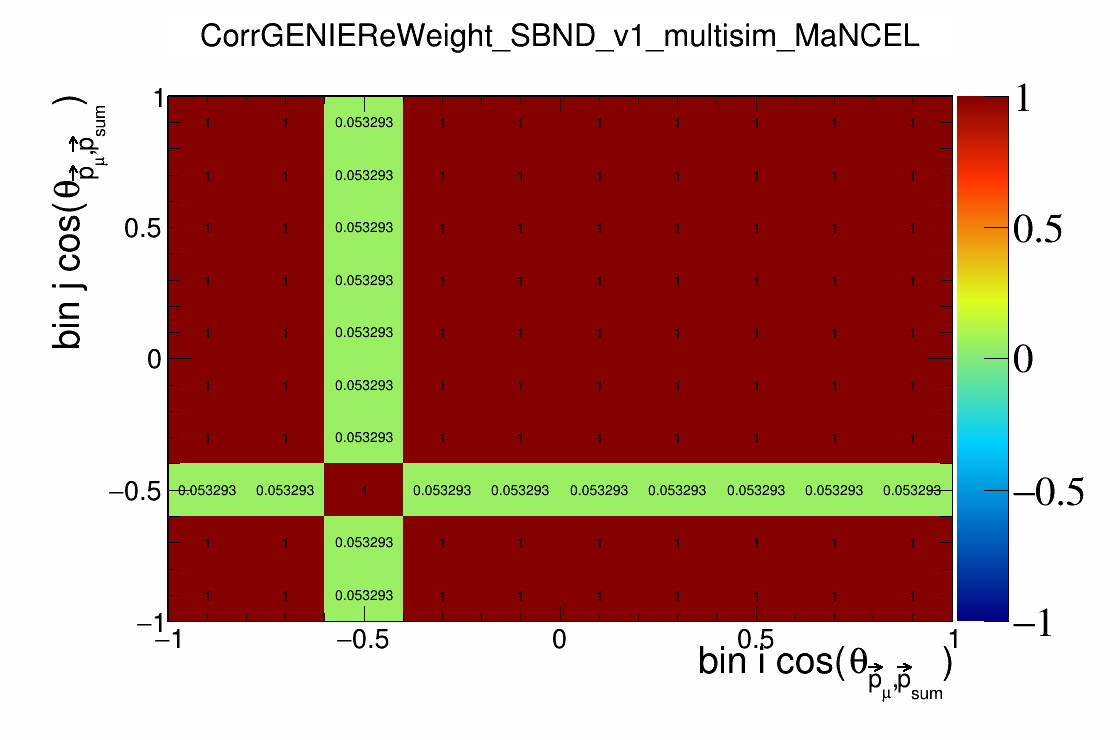 CorrGENIEReWeight_SBND_v1_multisim_MaNCEL
bin j cos(θ p⃗μ,p⃗sum)
1
0.5
0
−0.5
−1
1 1 0.053293 1 1 1 1 1 1 1
1 1 0.053293 1 1 1 1 1 1 1
1 1 0.053293 1 1 1 1 1 1 1
1 1 0.053293 1 1 1 1 1 1 1
1 1 0.053293 1 1 1 1 1 1 1
1 1 0.053293 1 1 1 1 1 1 1
1 1 0.053293 1 1 1 1 1 1 1
0.053293 0.053293 1 0.053293 0.053293 0.053293 0.053293 0.053293 0.053293 0.053293
1 1 0.053293 1 1 1 1 1 1 1
1 1 0.053293 1 1 1 1 1 1 1
−1 −0.5 0 0.5 1
bin i cos(θ p⃗μ,p⃗sum)
1
0.5
0
−0.5
−1